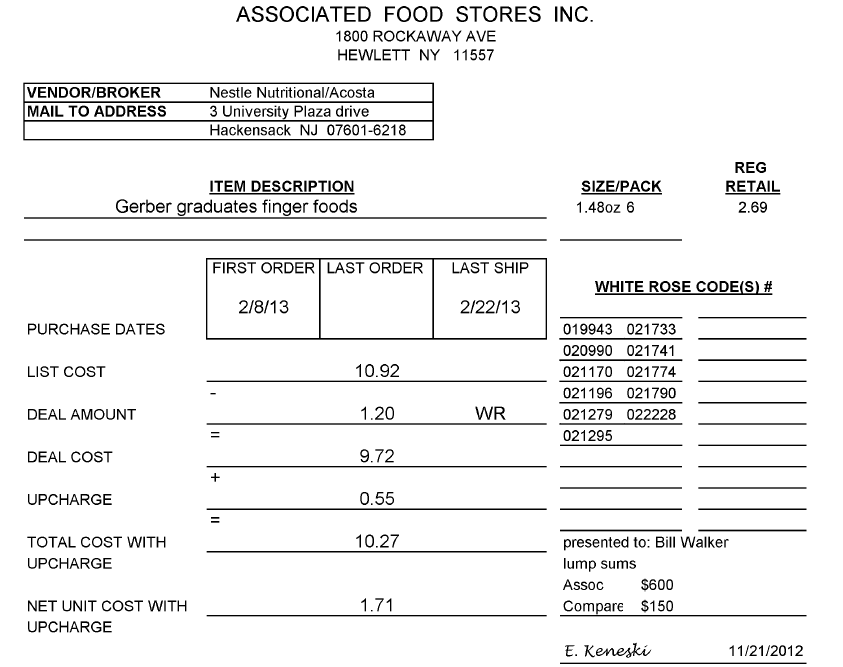 ASSOCIATED FOOD STORES INC.
1800 ROCKAWAY AVE
HEWLETT NY 11557
VENDOR/BROKER Nestle Nutritional/Acosta
MAIL TO ADDRESS 3 University Plaza drive
Hackensack NJ 07601-6218
REG
ITEM DESCRIPTION SIZE/PACK RETAIL
Gerber graduates finger foods 1.48oz 6 2.69
FIRST ORDER LAST ORDER LAST SHIP
WHITE ROSE CODE(S) #
2/8/13 2/22/13
PURCHASE DATES 019943 021733
020990 021741
LIST COST 10.92 021170 021774
- 021196 021790
DEAL AMOUNT 1.20 WR 021279 022228
= 021295
DEAL COST 9.72
+
UPCHARGE 0.55
=
TOTAL COST WITH 10.27 presented to: Bill Walker
UPCHARGE lump sums
Assoc $600
NET UNIT COST WITH 1.71 Compare $150
UPCHARGE
E. Keneski 11/21/2012